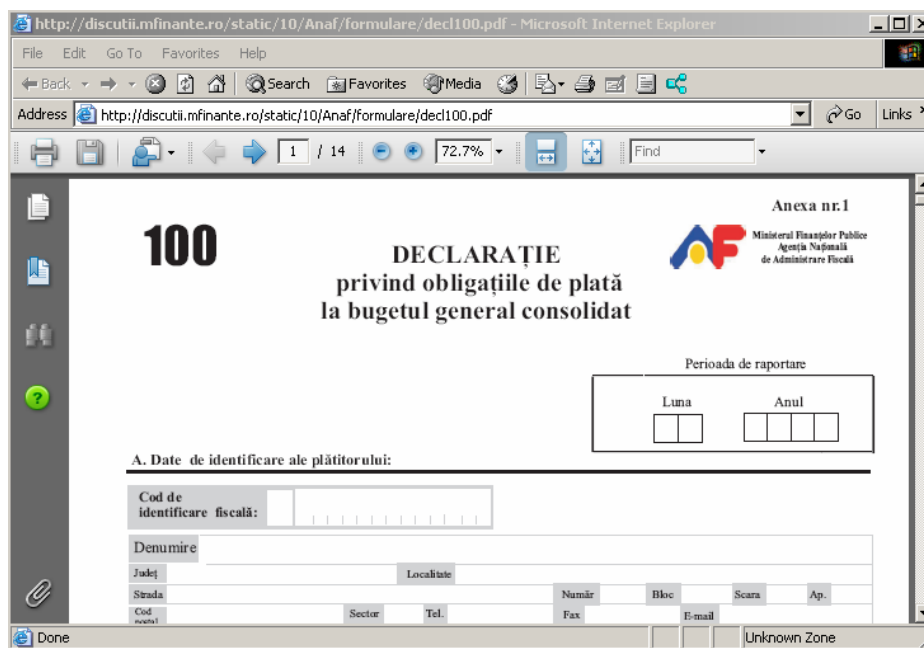 http://discutii.mfinante.ro/static/10/Anaf/formulare/decl100.pdf - Microsoft Internet Explorer
File Edit Go To Favorites Help
Back Search Favorites Media
Address http://discutii.mfinante.ro/static/10/Anaf/formulare/decl100.pdf Go Links
1 / 14 72.7% Find
Anexa nr.1
100
Ministerul Finanțelor Publice
Agenția Națională
de Administrare Fiscală
DECLARAȚIE
privind obligațiile de plată
la bugetul general consolidat
Perioada de raportare
Luna Anul
A. Date de identificare ale plătitorului:
Cod de
identificare fiscală:
Denumire
Județ Localitate
Strada Număr Bloc Scara Ap.
Cod
postal Sector Tel. Fax E-mail
Done Unknown Zone